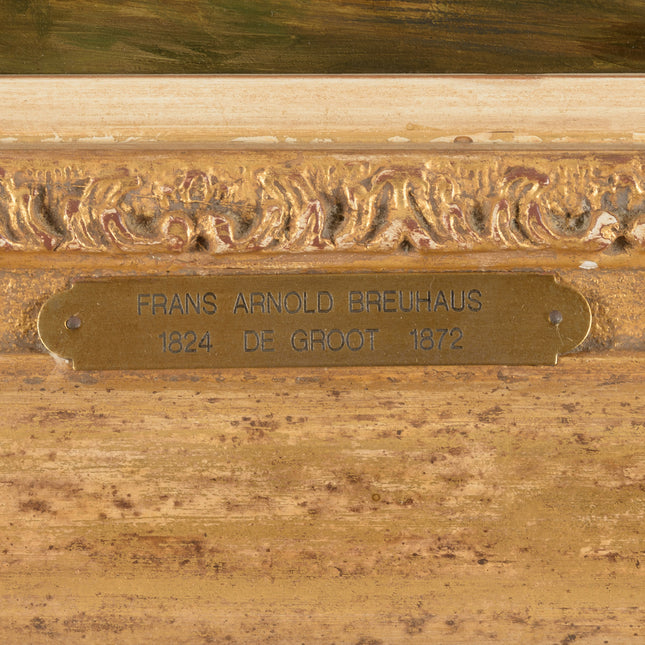 FRANS ARNOLD BREUHAUS
1824 DE GROOT 1872